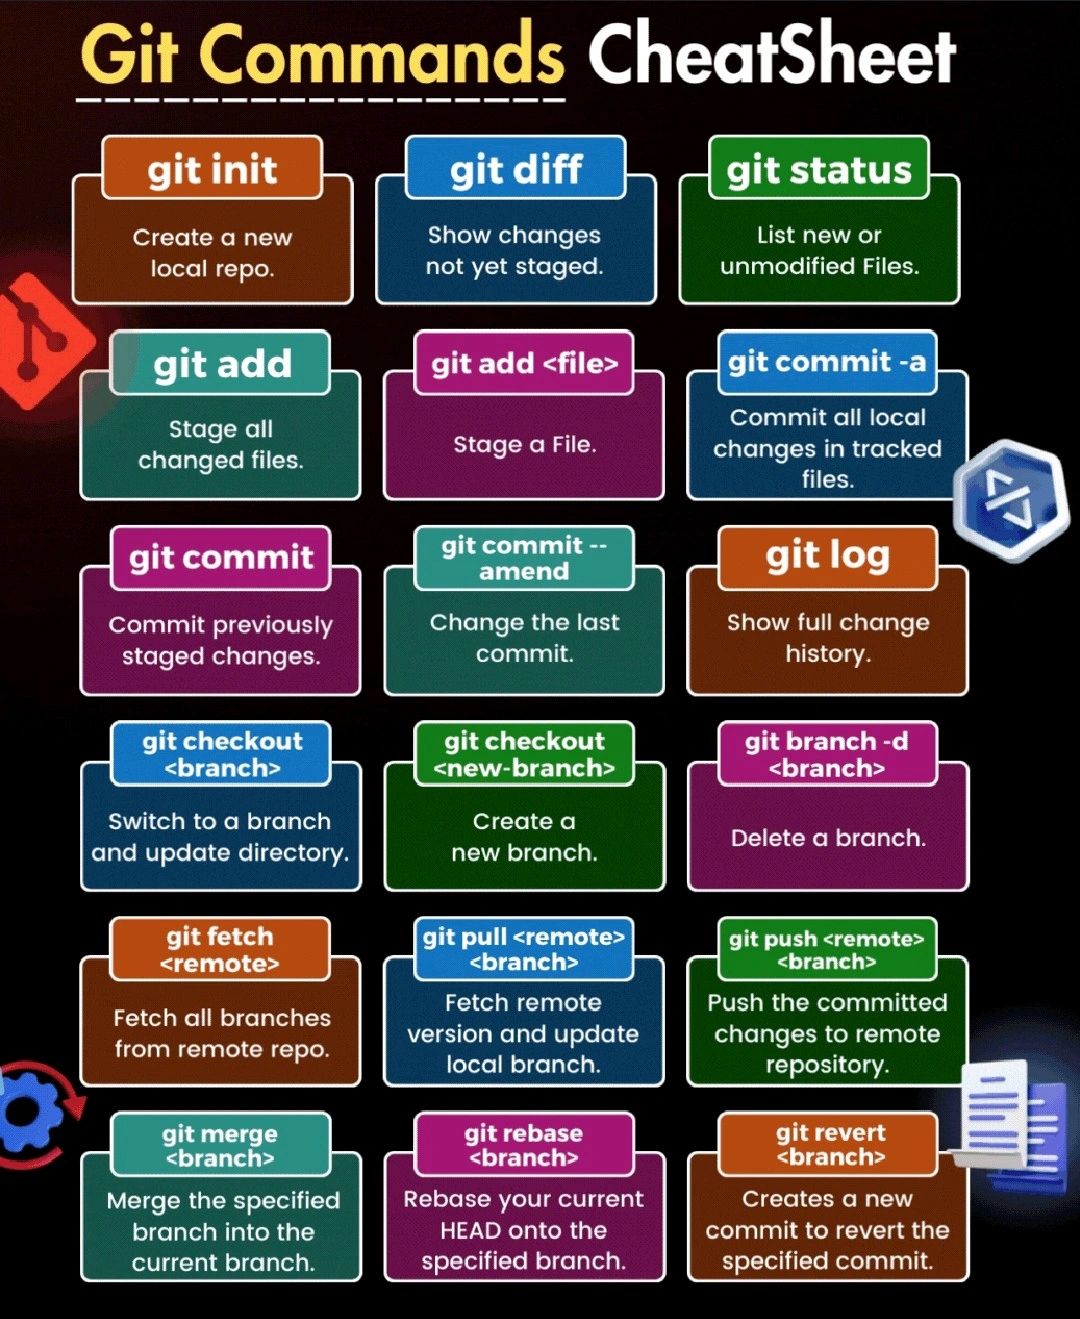 Git Commands CheatSheet
git init
Create a new
local repo.
git diff
Show changes
not yet staged.
git status
List new or
unmodified Files.
git add
Stage all
changed files.
git add <file>
Stage a File.
git commit -a
Commit all local
changes in tracked
files.
git commit
Commit previously
staged changes.
git commit --
amend
Change the last
commit.
git log
Show full change
history.
git checkout
<branch>
Switch to a branch
and update directory.
git checkout
<new-branch>
Create a
new branch.
git branch -d
<branch>
Delete a branch.
git fetch
<remote>
Fetch all branches
from remote repo.
git pull <remote>
<branch>
Fetch remote
version and update
local branch.
git push <remote>
<branch>
Push the committed
changes to remote
repository.
git merge
<branch>
Merge the specified
branch into the
current branch.
git rebase
<branch>
Rebase your current
HEAD onto the
specified branch.
git revert
<branch>
Creates a new
commit to revert the
specified commit.